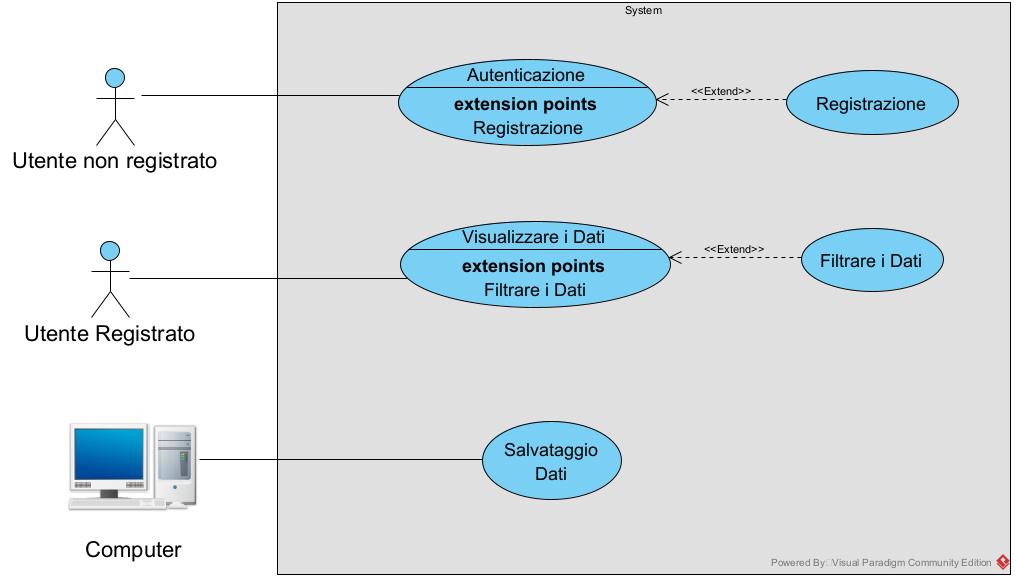 System
Autenticazione
extension points
Registrazione
<<Extend>>
Registrazione
Utente non registrato
Visualizzare i Dati
extension points
Filtrare i Dati
<<Extend>>
Filtrare i Dati
Utente Registrato
Salvataggio
Dati
Computer
Powered By Visual Paradigm Community Edition